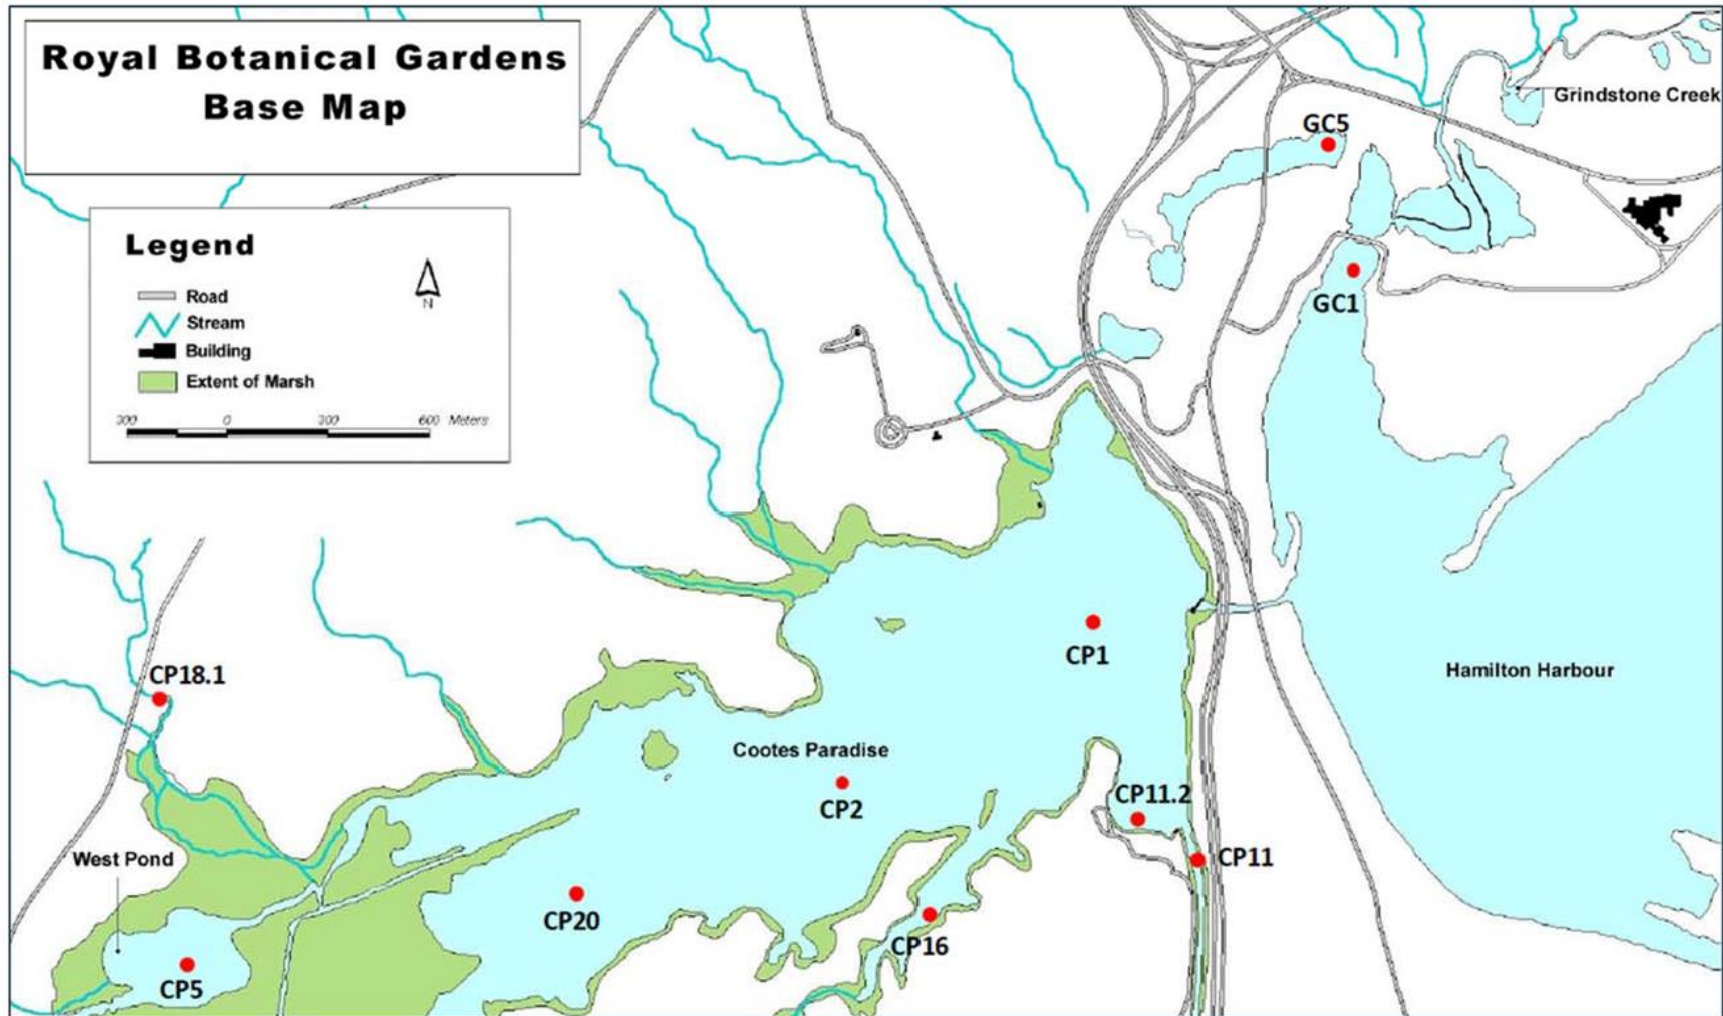 Royal Botanical Gardens
Base Map
Legend
N
Road
Stream
Building
Extent of Marsh
300 0 300 600 Meters
Grindstone Creek
GC5
GC1
CP1
Hamilton Harbour
CP18.1
Cootes Paradise
CP2
CP11.2
CP11
West Pond
CP20
CP16
CP5